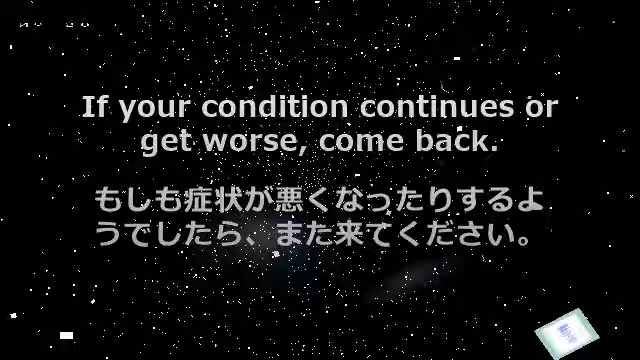 If your condition continues or
get worse, come back.
もしも症状が悪くなったりするよ
うでしたら、また来てください。